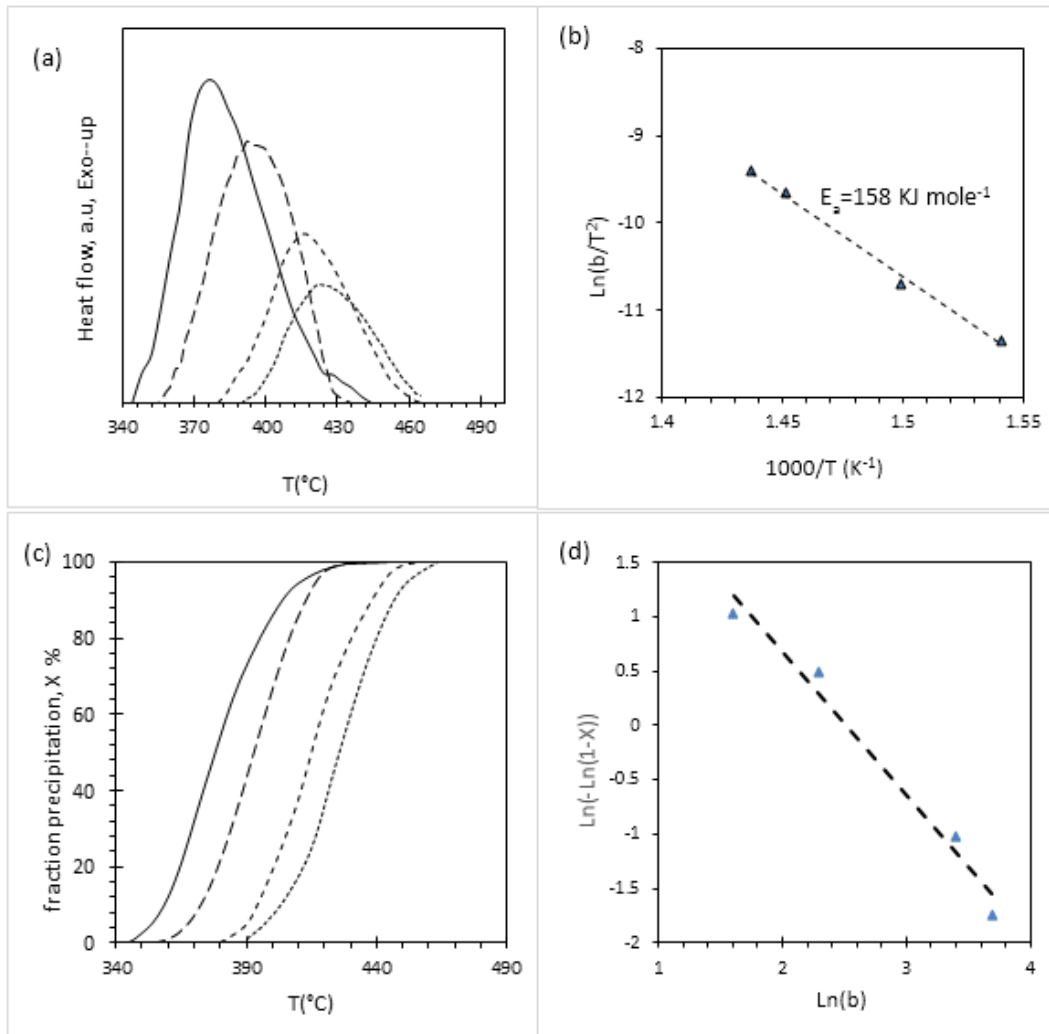 (a)
Heat flow, a.u, Exo--up
340 370 400 430 460 490
T(°C)
(b)
Ln(b/T²)
-8
-9
-10
-11
-12
Ea=158 KJ mole⁻¹
1.4 1.45 1.5 1.55
1000/T (K⁻¹)
(c)
fraction precipitation, X %
100
80
60
40
20
0
340 390 440 490
T(°C)
(d)
Ln(-Ln(1-X))
1.5
1
0.5
0
-0.5
-1
-1.5
-2
1 2 3 4
Ln(b)